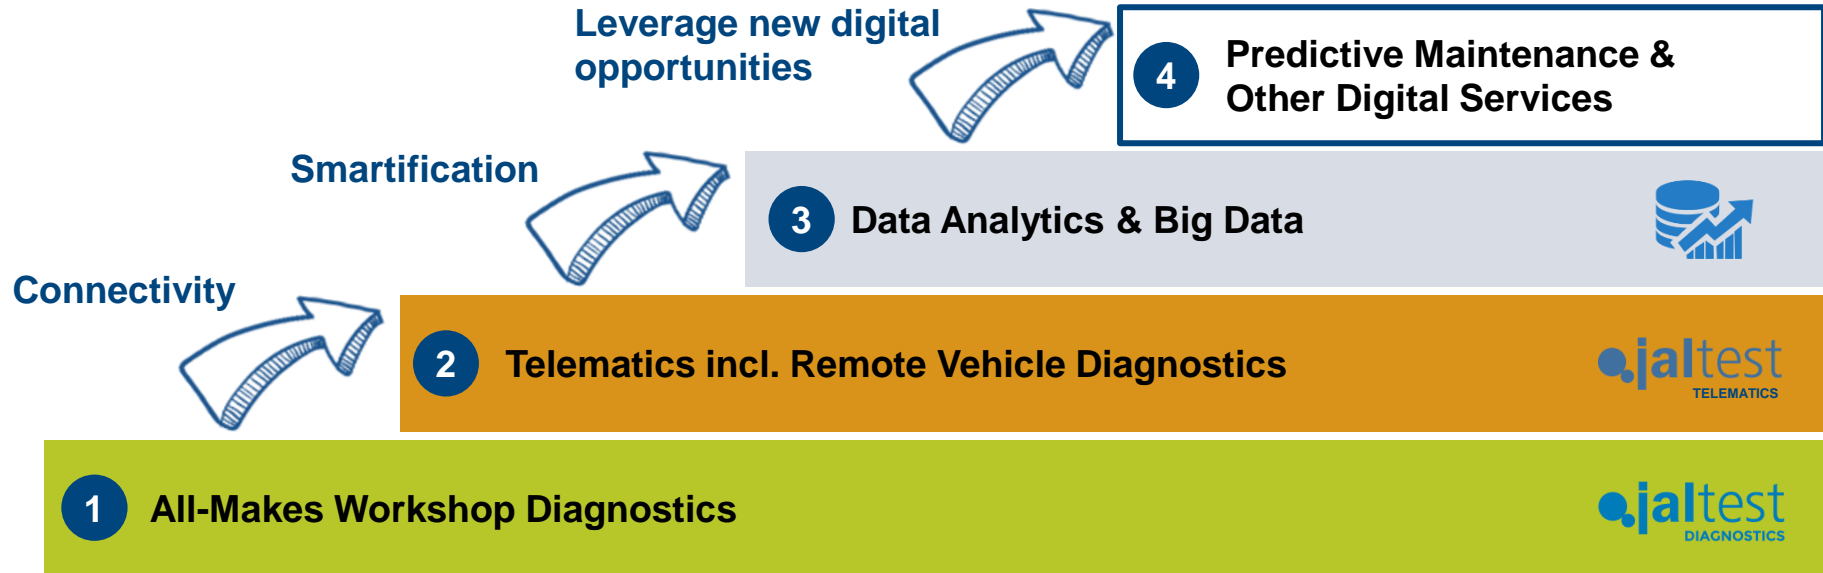 Leverage new digital
opportunities
4
Predictive Maintenance &
Other Digital Services
Smartification
3
Data Analytics & Big Data
Connectivity
2
Telematics incl. Remote Vehicle Diagnostics
jaltest
TELEMATICS
1
All-Makes Workshop Diagnostics
jaltest
DIAGNOSTICS